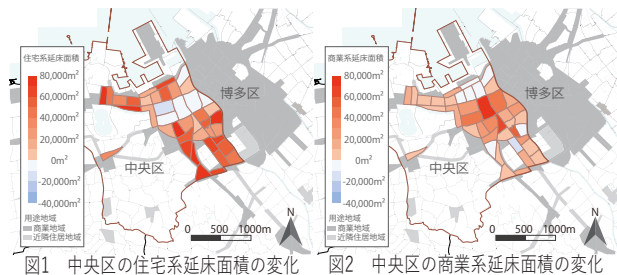 住宅系延床面積
80,000m²
60,000m²
40,000m²
20,000m²
0m²
-20,000m²
-40,000m²
用途地域
商業地域
近隣住居地域
博多区
中央区
0 500 1000m
N
図1 中央区の住宅系延床面積の変化
商業系延床面積
80,000m²
60,000m²
40,000m²
20,000m²
0m²
-20,000m²
-40,000m²
用途地域
商業地域
近隣住居地域
博多区
中央区
0 500 1000m
N
図2 中央区の商業系延床面積の変化